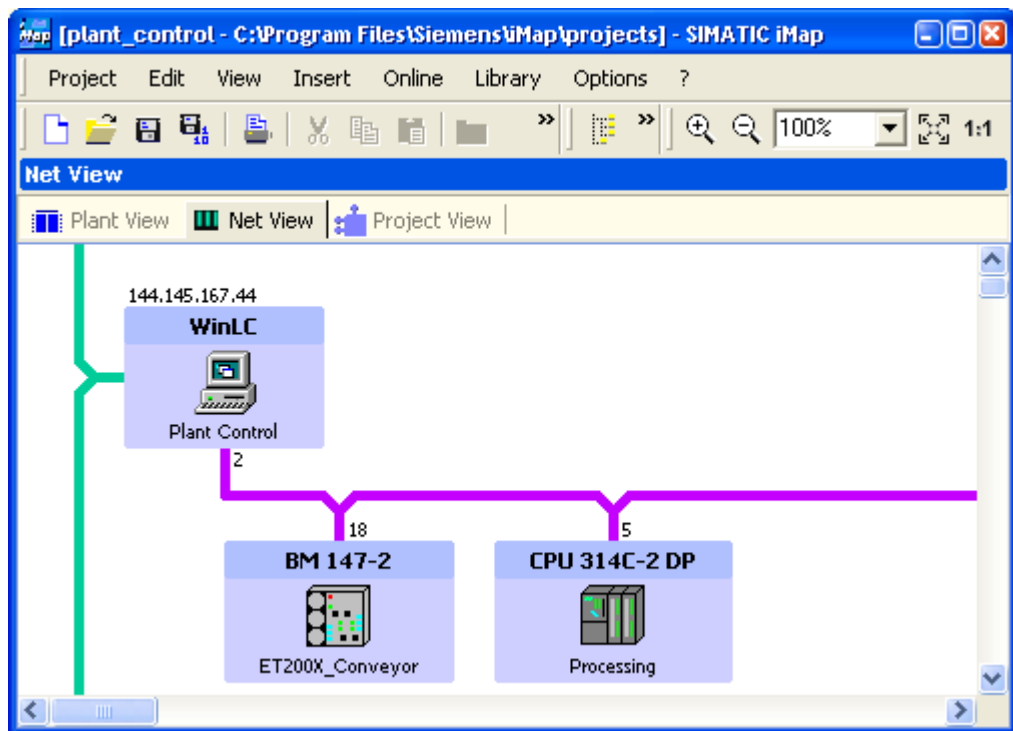 iMap [plant_control - C:\Program Files\Siemens\iMap\projects] - SIMATIC iMap
Project Edit View Insert Online Library Options ?
100% 1:1
Net View
Plant View Net View Project View
144.145.167.44
WinLC
Plant Control
2
18 5
BM 147-2 CPU 314C-2 DP
ET200X_Conveyor Processing